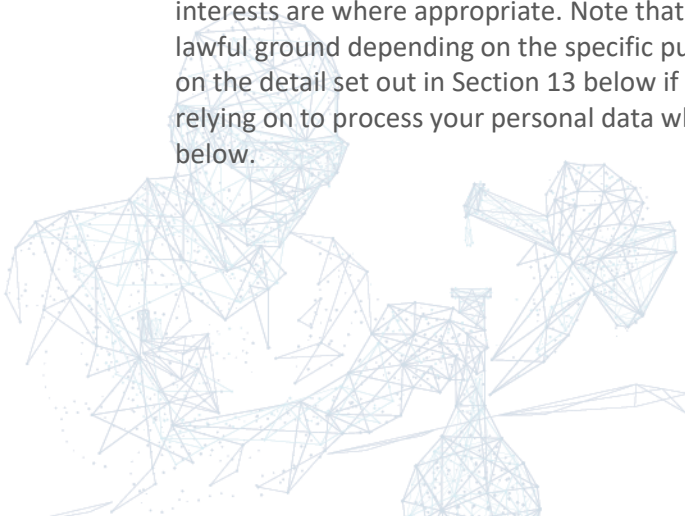 interests are where appropriate. Note that
lawful ground depending on the specific pu
on the detail set out in Section 13 below if
relying on to process your personal data wh
below.